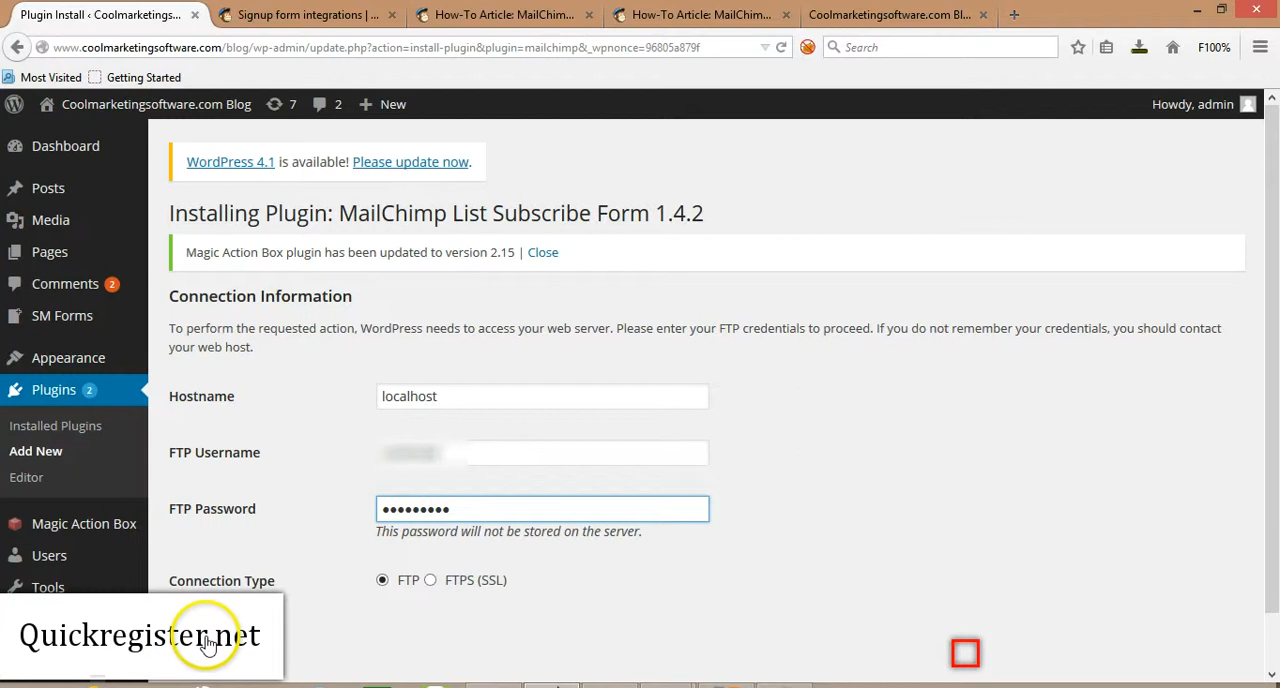 Plugin Install ‹ Coolmarketings...
Signup form integrations | ...
How-To Article: MailChimp...
How-To Article: MailChimp...
Coolmarketingsoftware.com Bl...
www.coolmarketingsoftware.com/blog/wp-admin/update.php?action=install-plugin&plugin=mailchimp&_wpnonce=96805a879f
Search
F100%
Most Visited
Getting Started
Coolmarketingsoftware.com Blog
7
2
New
Howdy, admin
Dashboard
Posts
Media
Pages
Comments 2
SM Forms
Appearance
Plugins 2
Installed Plugins
Add New
Editor
Magic Action Box
Users
Tools
WordPress 4.1 is available! Please update now.
Installing Plugin: MailChimp List Subscribe Form 1.4.2
Magic Action Box plugin has been updated to version 2.15 | Close
Connection Information
To perform the requested action, WordPress needs to access your web server. Please enter your FTP credentials to proceed. If you do not remember your credentials, you should contact
your web host.
Hostname
localhost
FTP Username
FTP Password
•••••••••
This password will not be stored on the server.
Connection Type
FTP
FTPS (SSL)
Quickregister.net